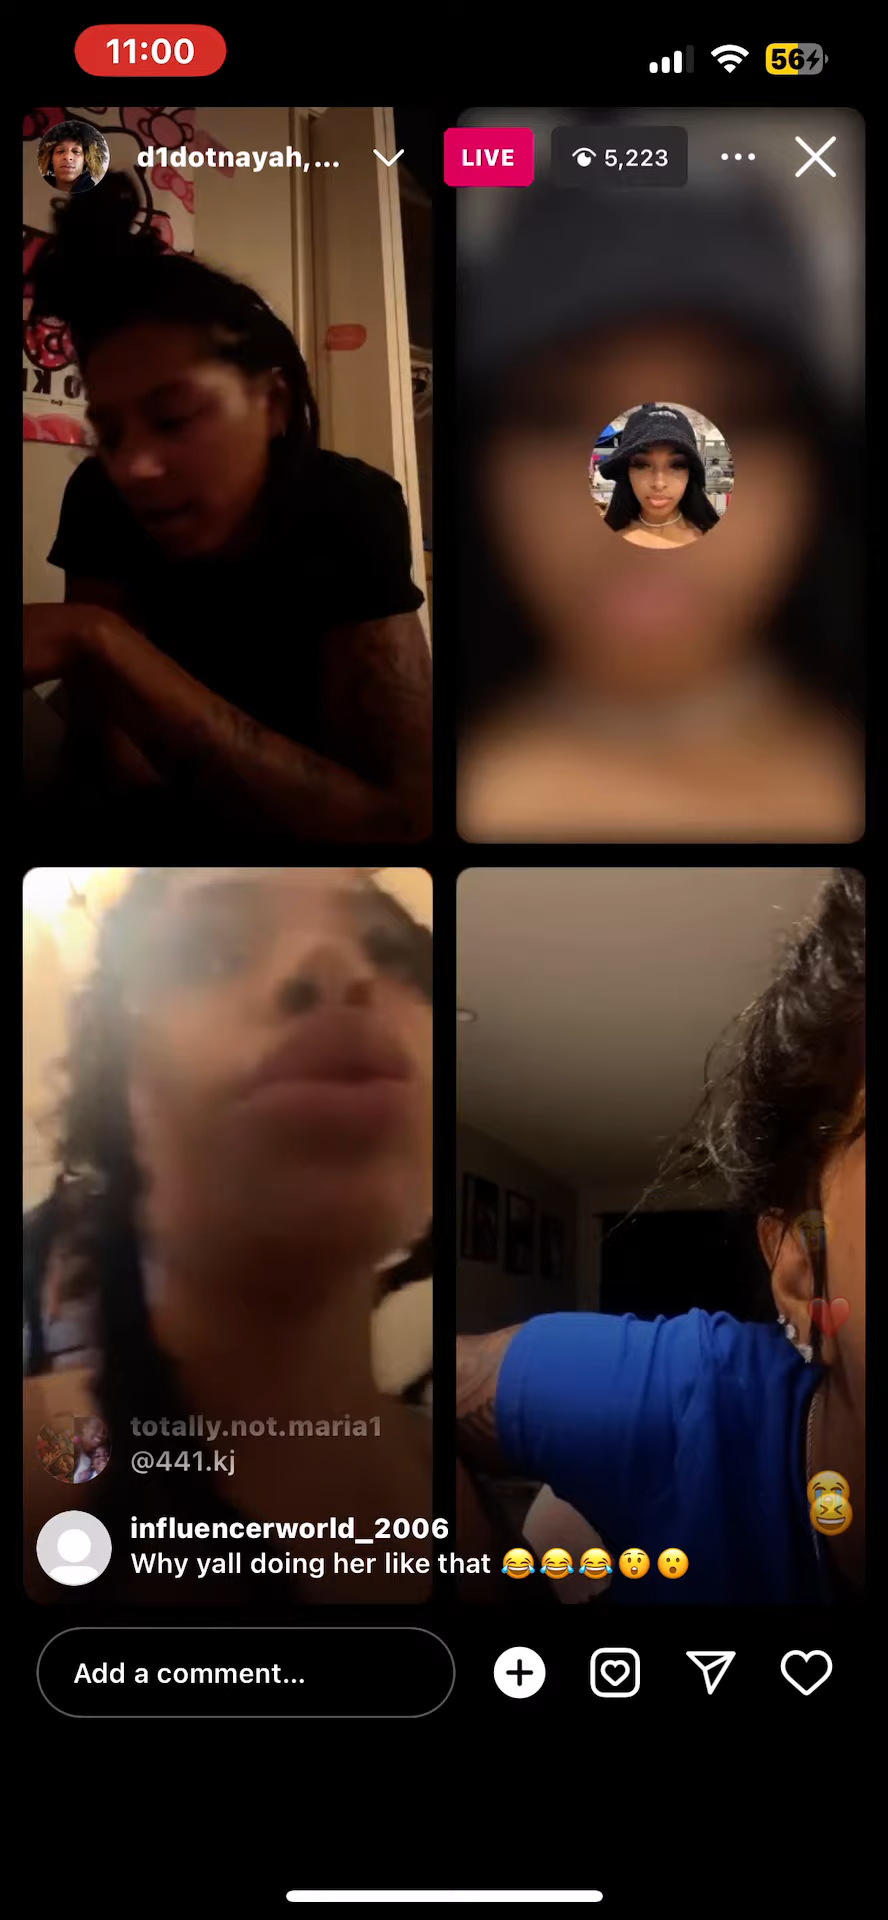 11:00
56
d1dotnayah,...
LIVE
5,223
totally.not.maria1
@441.kj
influencerworld_2006
Why yall doing her like that 😂😂😂😲😮
Add a comment...